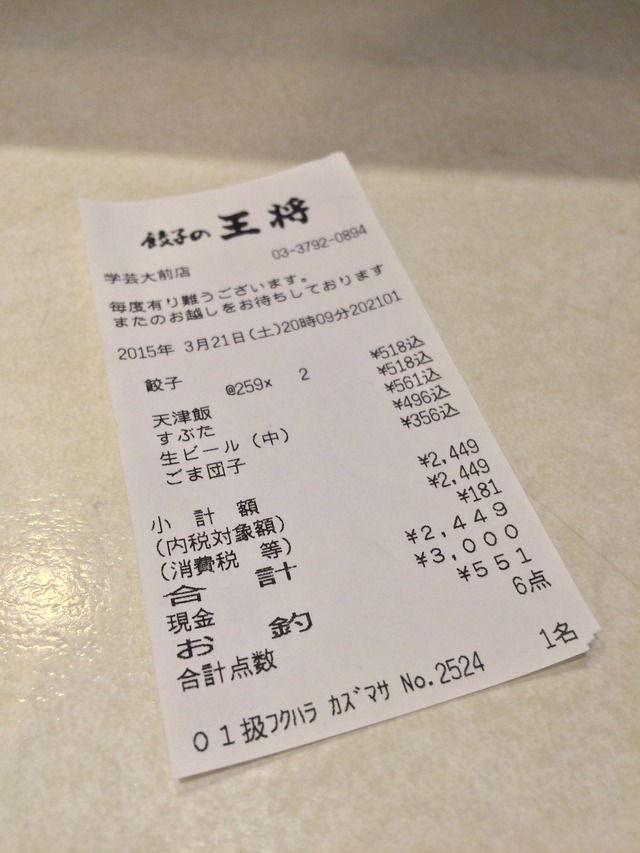 餃子の 王将
03-3792-0894
学芸大前店
毎度有り難うございます。
またのお越しをお待ちしております
2015年 3月21日(土)20時09分202101
餃子 @259x 2 ¥518込
天津飯 ¥518込
すぶた ¥561込
生ビール(中) ¥496込
ごま団子 ¥356込
小 計 額 ¥2,449
(内税対象額) ¥2,449
(消費税 等) ¥181
合 計 ¥2,449
現金 ¥3,000
お 釣 ¥551
合計点数 6点
1名
01扱フクハラ カズマサ No.2524